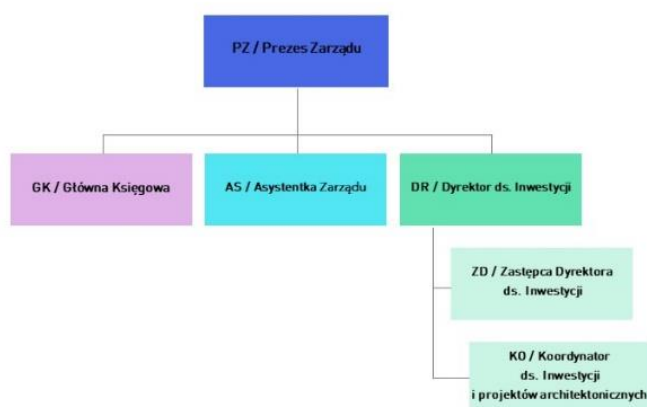 PZ / Prezes Zarządu
GK / Główna Księgowa
AS / Asystentka Zarządu
DR / Dyrektor ds. Inwestycji
ZD / Zastępca Dyrektora
ds. Inwestycji
KO / Koordynator
ds. Inwestycji
i projektów architektonicznych